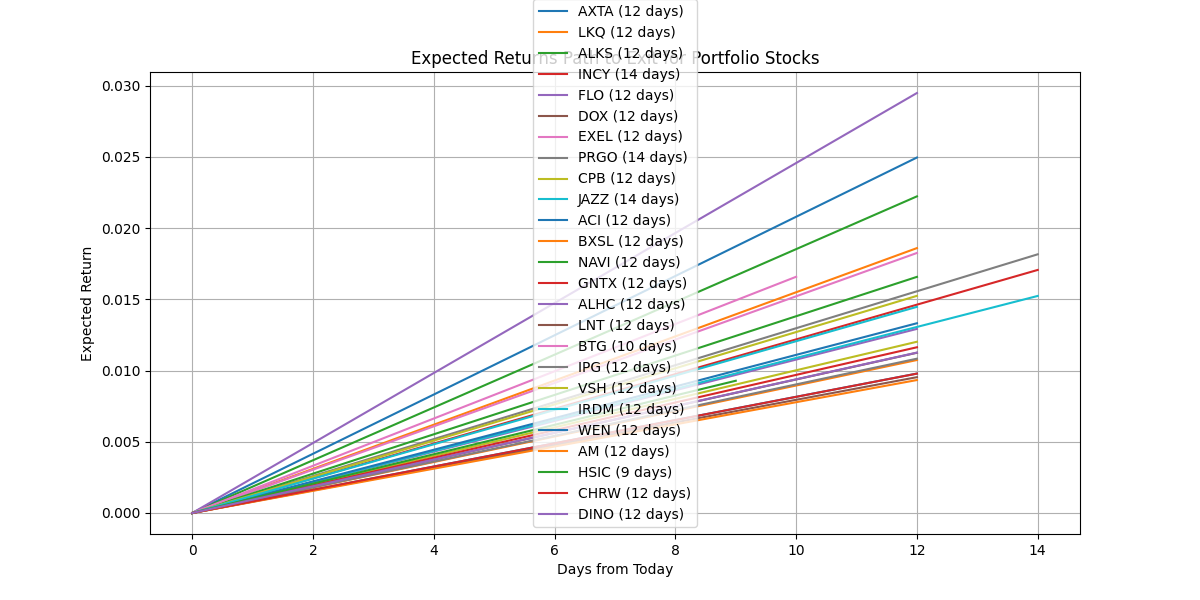 AXTA (12 days)
LKQ (12 days)
ALKS (12 days)
Expected Returns Path to Exit for Portfolio Stocks
INCY (14 days)
FLO (12 days)
DOX (12 days)
EXEL (12 days)
PRGO (14 days)
CPB (12 days)
JAZZ (14 days)
ACI (12 days)
BXSL (12 days)
NAVI (12 days)
GNTX (12 days)
ALHC (12 days)
LNT (12 days)
BTG (10 days)
IPG (12 days)
VSH (12 days)
IRDM (12 days)
WEN (12 days)
AM (12 days)
HSIC (9 days)
CHRW (12 days)
DINO (12 days)
Expected Return
0.030
0.025
0.020
0.015
0.010
0.005
0.000
0 2 4 6 8 10 12 14
Days from Today